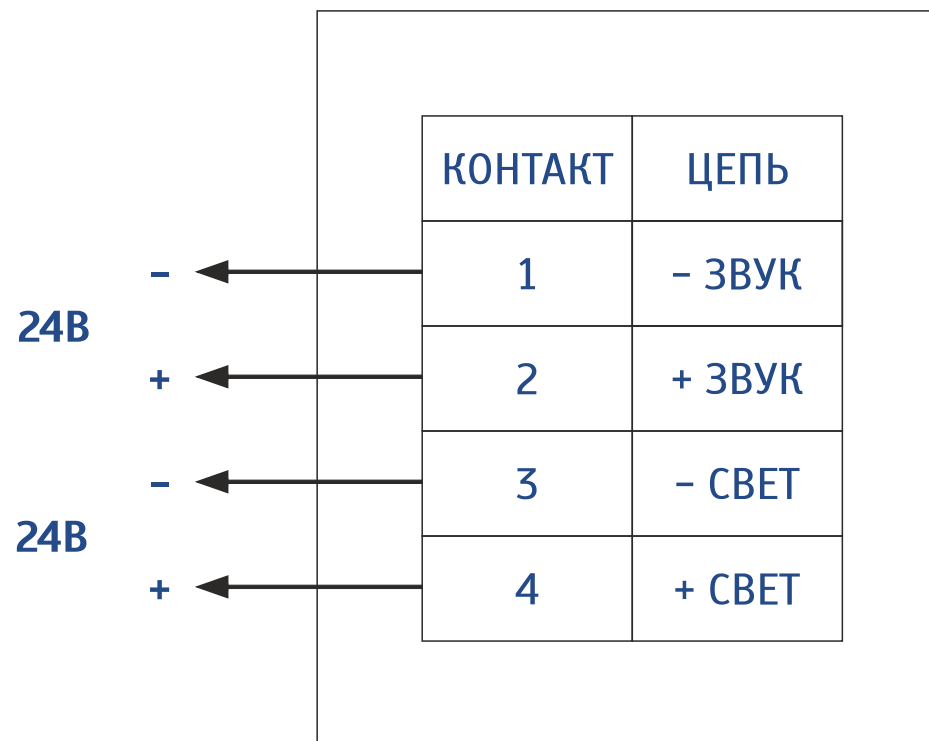 КОНТАКТ ЦЕПЬ
– 1 – ЗВУК
24В
+ 2 + ЗВУК
– 3 – СВЕТ
24В
+ 4 + СВЕТ